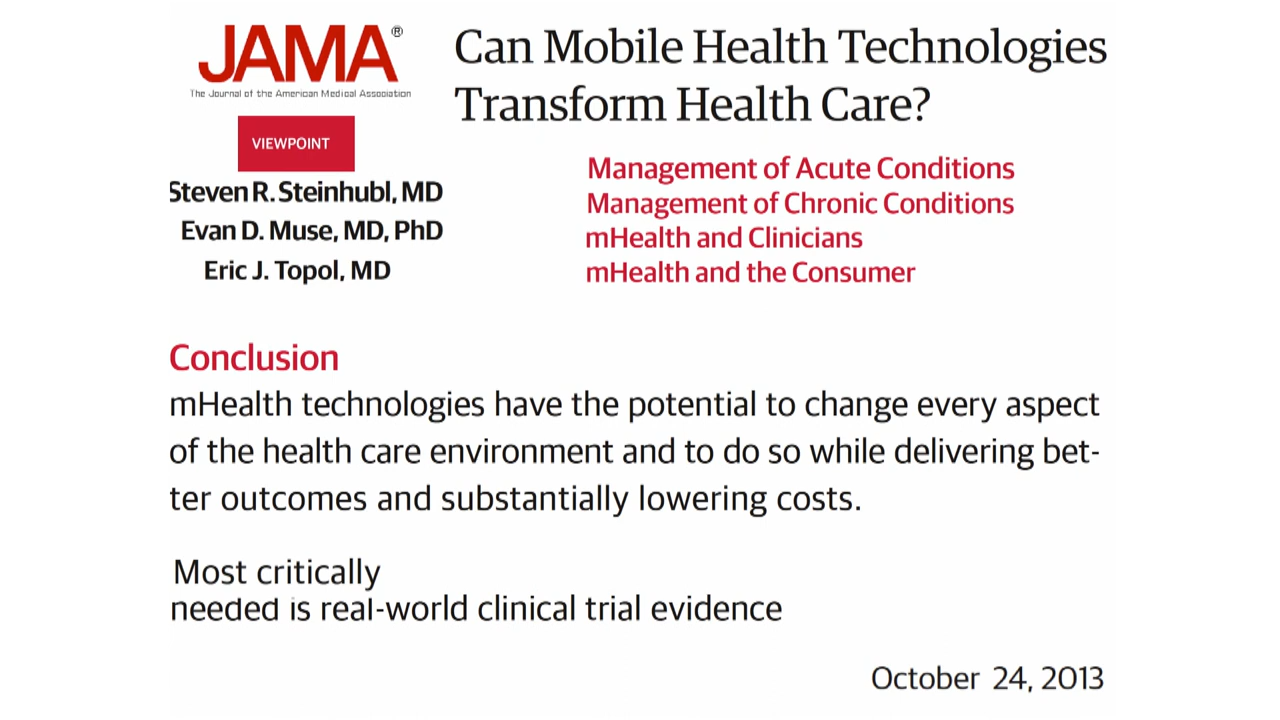 JAMA®
The Journal of the American Medical Association
VIEWPOINT
Steven R. Steinhubl, MD
Evan D. Muse, MD, PhD
Eric J. Topol, MD
Can Mobile Health Technologies
Transform Health Care?
Management of Acute Conditions
Management of Chronic Conditions
mHealth and Clinicians
mHealth and the Consumer
Conclusion
mHealth technologies have the potential to change every aspect
of the health care environment and to do so while delivering bet-
ter outcomes and substantially lowering costs.
Most critically
needed is real-world clinical trial evidence
October 24, 2013